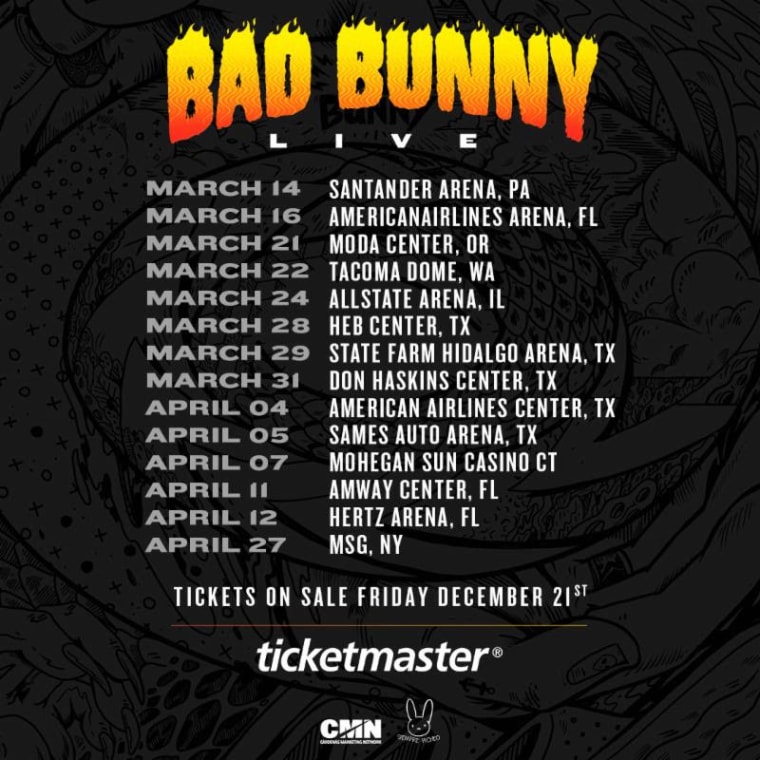 BAD BUNNY
LIVE
MARCH 14 SANTANDER ARENA, PA
MARCH 16 AMERICANAIRLINES ARENA, FL
MARCH 21 MODA CENTER, OR
MARCH 22 TACOMA DOME, WA
MARCH 24 ALLSTATE ARENA, IL
MARCH 28 HEB CENTER, TX
MARCH 29 STATE FARM HIDALGO ARENA, TX
MARCH 31 DON HASKINS CENTER, TX
APRIL 04 AMERICAN AIRLINES CENTER, TX
APRIL 05 SAMES AUTO ARENA, TX
APRIL 07 MOHEGAN SUN CASINO CT
APRIL 11 AMWAY CENTER, FL
APRIL 12 HERTZ ARENA, FL
APRIL 27 MSG, NY
TICKETS ON SALE FRIDAY DECEMBER 21ST
ticketmaster®
CMN
CÁRDENAS MARKETING NETWORK